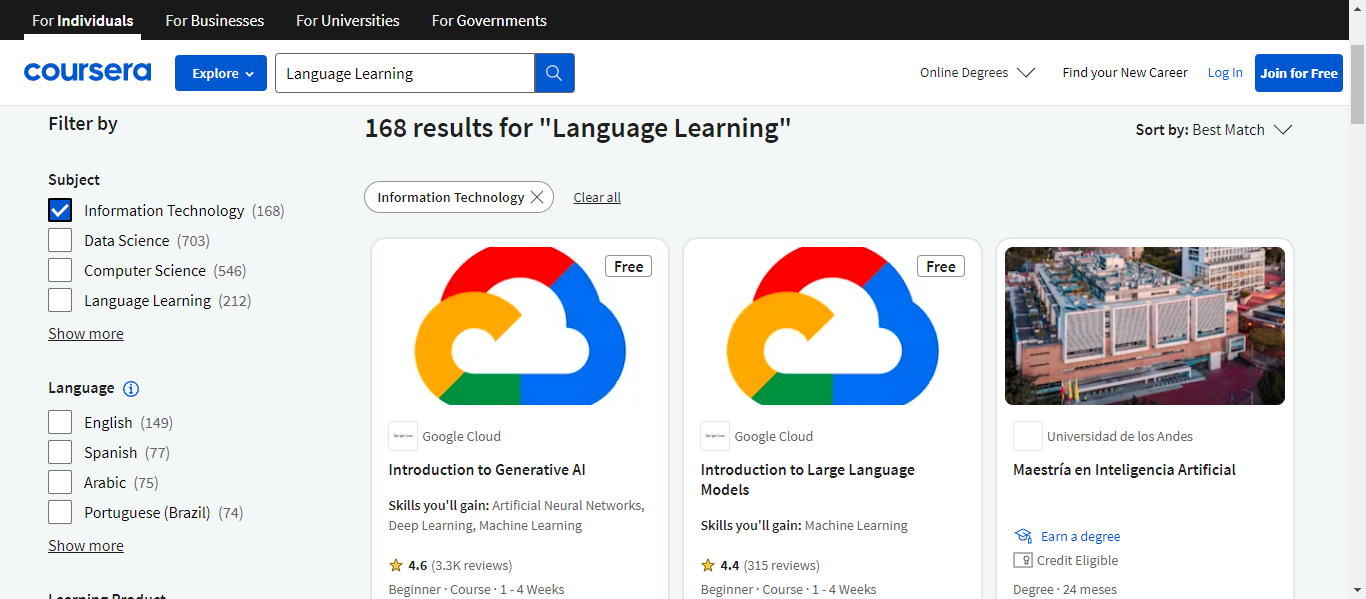 For Individuals
For Businesses
For Universities
For Governments
coursera
Explore
Language Learning
Online Degrees
Find your New Career
Log In
Join for Free
Filter by
168 results for "Language Learning"
Sort by: Best Match
Subject
Information Technology (168)
Data Science (703)
Computer Science (546)
Language Learning (212)
Show more
Information Technology
Clear all
Language
English (149)
Spanish (77)
Arabic (75)
Portuguese (Brazil) (74)
Show more
Learning Product
Free
Google Cloud
Introduction to Generative AI
Skills you'll gain: Artificial Neural Networks,
Deep Learning, Machine Learning
4.6 (3.3K reviews)
Beginner · Course · 1 - 4 Weeks
Free
Google Cloud
Introduction to Large Language
Models
Skills you'll gain: Machine Learning
4.4 (315 reviews)
Beginner · Course · 1 - 4 Weeks
Universidad de los Andes
Maestría en Inteligencia Artificial
Earn a degree
Credit Eligible
Degree · 24 meses